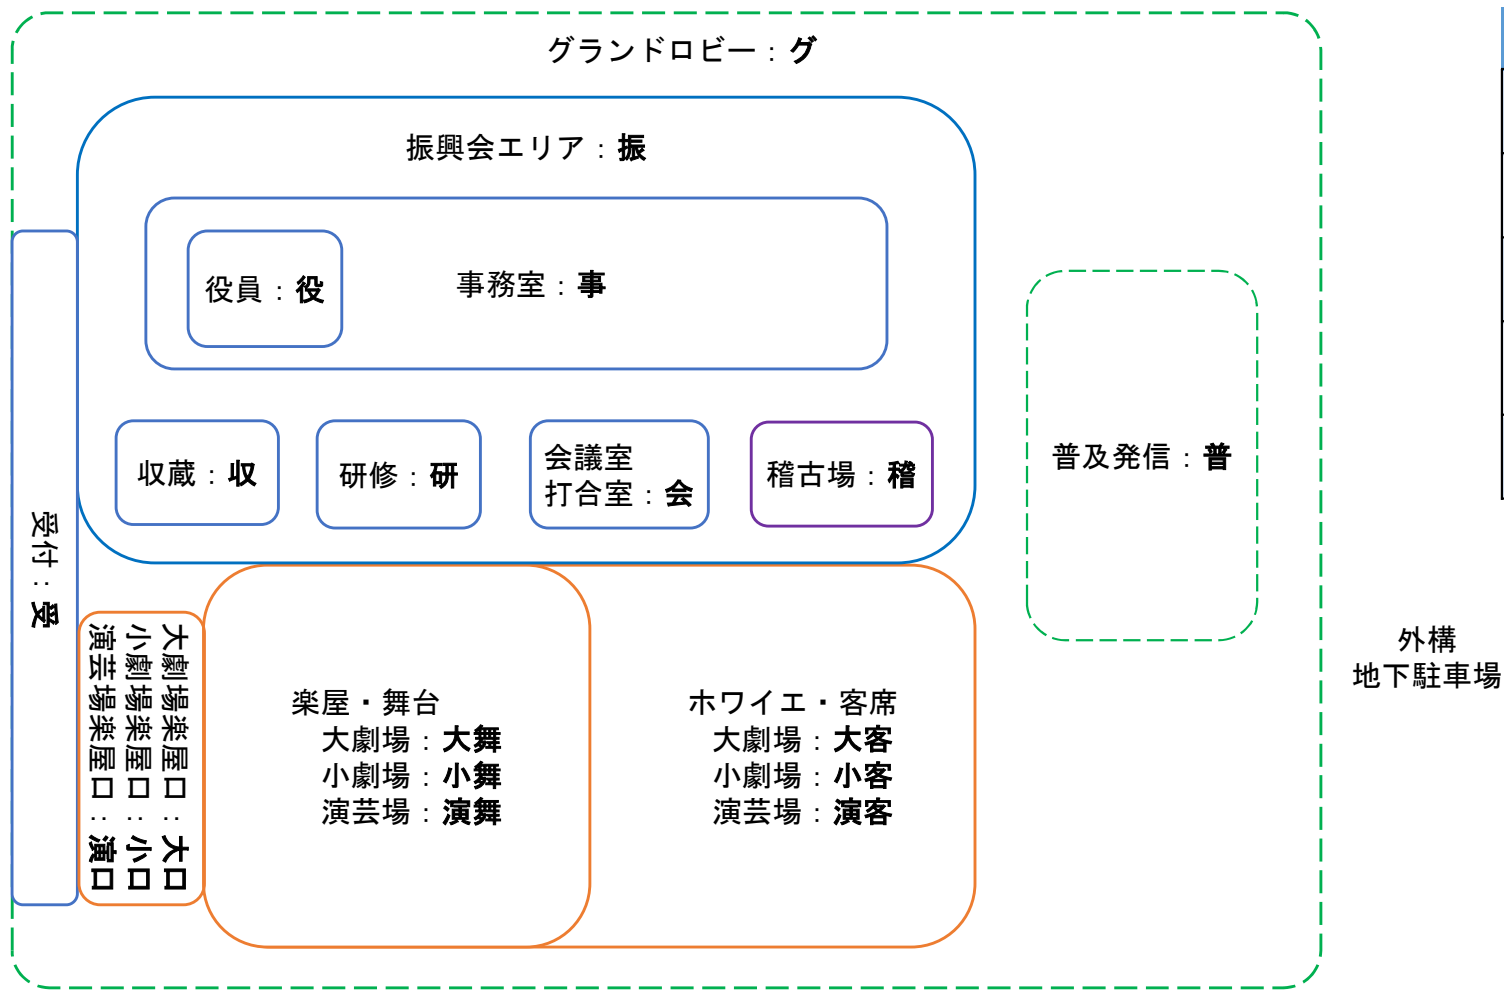 グランドロビー：グ
振興会エリア：振
役員：役
事務室：事
収蔵：収
研修：研
会議室
打合室：会
稽古場：稽
普及発信：普
受付：受
大劇場楽屋口：大口
小劇場楽屋口：小口
演芸場楽屋口：演口
楽屋・舞台
大劇場：大舞
小劇場：小舞
演芸場：演舞
ホワイエ・客席
大劇場：大客
小劇場：小客
演芸場：演客
外構
地下駐車場